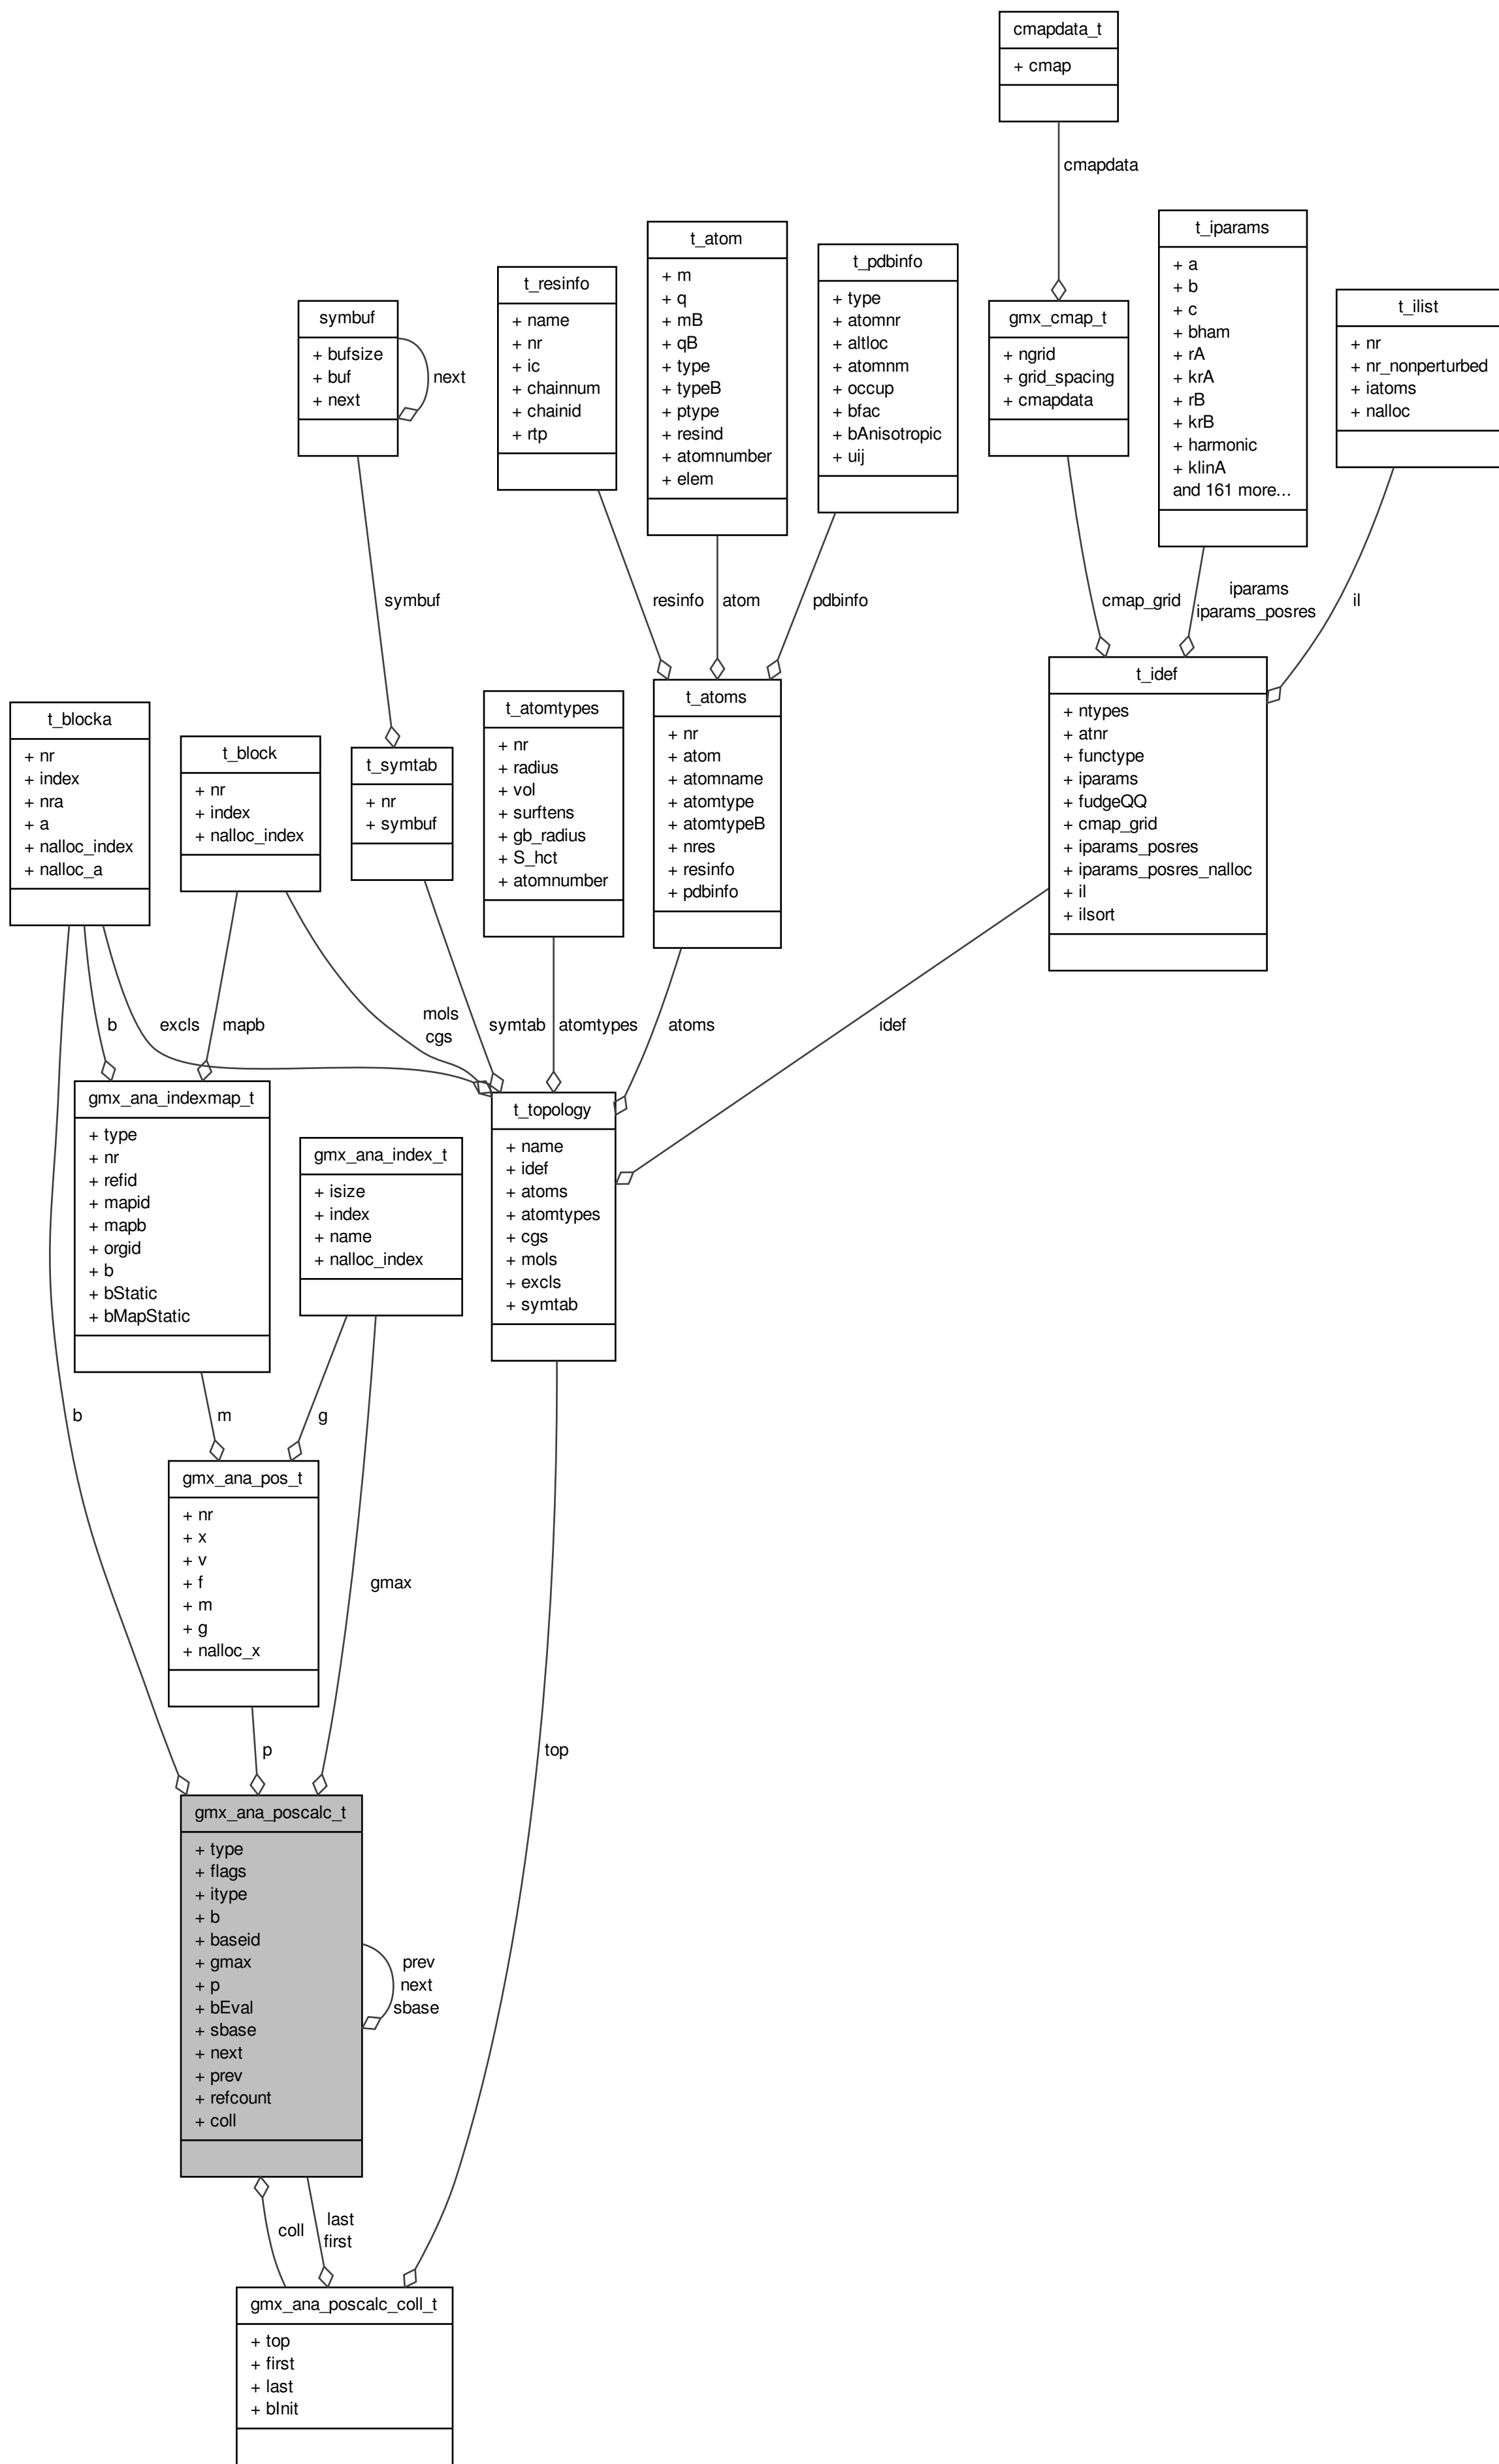 cmapdata_t
+ cmap
cmapdata
t_iparams
+ a
+ b
+ c
+ bham
+ rA
+ krA
+ rB
+ krB
+ harmonic
+ klinA
and 161 more...
t_atom
+ m
+ q
+ mB
+ qB
+ type
+ typeB
+ ptype
+ resind
+ atomnumber
+ elem
t_pdbinfo
+ type
+ atomnr
+ altloc
+ atomnm
+ occup
+ bfac
+ bAnisotropic
+ uij
t_resinfo
+ name
+ nr
+ ic
+ chainnum
+ chainid
+ rtp
t_ilist
+ nr
+ nr_nonperturbed
+ iatoms
+ nalloc
symbuf
+ bufsize
+ buf
+ next
next
gmx_cmap_t
+ ngrid
+ grid_spacing
+ cmapdata
symbuf
resinfo
atom
pdbinfo
cmap_grid
iparams
iparams_posres
il
t_idef
+ ntypes
+ atnr
+ functype
+ iparams
+ fudgeQQ
+ cmap_grid
+ iparams_posres
+ iparams_posres_nalloc
+ il
+ ilsort
t_atoms
+ nr
+ atom
+ atomname
+ atomtype
+ atomtypeB
+ nres
+ resinfo
+ pdbinfo
t_atomtypes
+ nr
+ radius
+ vol
+ surftens
+ gb_radius
+ S_hct
+ atomnumber
t_blocka
+ nr
+ index
+ nra
+ a
+ nalloc_index
+ nalloc_a
t_block
+ nr
+ index
+ nalloc_index
t_symtab
+ nr
+ symbuf
b
excls
mapb
mols
cgs
symtab
atomtypes
atoms
idef
gmx_ana_indexmap_t
+ type
+ nr
+ refid
+ mapid
+ mapb
+ orgid
+ b
+ bStatic
+ bMapStatic
t_topology
+ name
+ idef
+ atoms
+ atomtypes
+ cgs
+ mols
+ excls
+ symtab
gmx_ana_index_t
+ isize
+ index
+ name
+ nalloc_index
b
m
g
gmx_ana_pos_t
+ nr
+ x
+ v
+ f
+ m
+ g
+ nalloc_x
gmax
p
top
gmx_ana_poscalc_t
+ type
+ flags
+ itype
+ b
+ baseid
+ gmax
+ p
+ bEval
+ sbase
+ next
+ prev
+ refcount
+ coll
prev
next
sbase
coll
last
first
gmx_ana_poscalc_coll_t
+ top
+ first
+ last
+ bInit